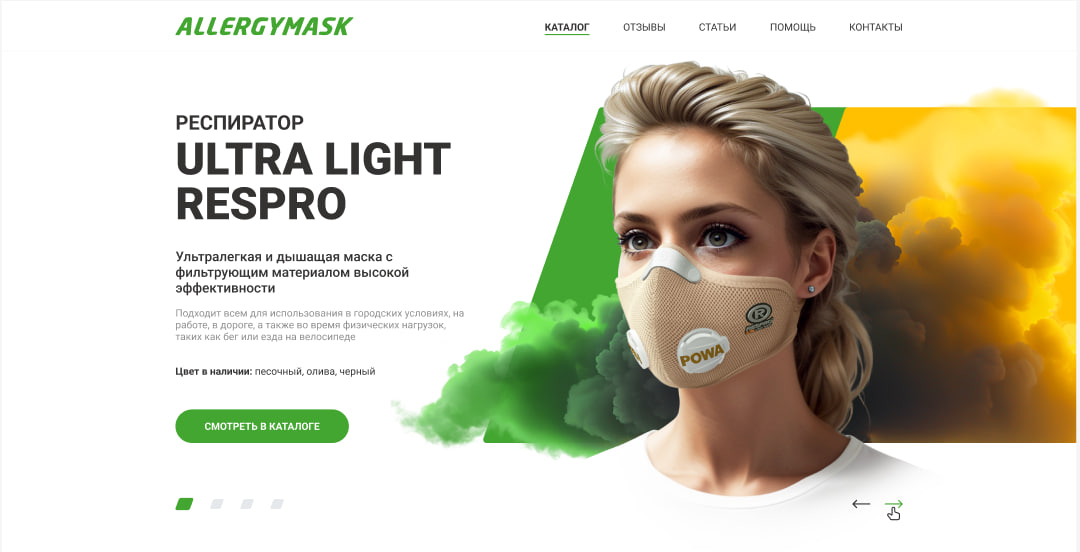 ALLERGYMASK
КАТАЛОГ
ОТЗЫВЫ
СТАТЬИ
ПОМОЩЬ
КОНТАКТЫ
РЕСПИРАТОР
ULTRA LIGHT
RESPRO
Ультралегкая и дышащая маска с
фильтрующим материалом высокой
эффективности
Подходит всем для использования в городских условиях, на
работе, в дороге, а также во время физических нагрузок,
таких как бег или езда на велосипеде
Цвет в наличии: песочный, олива, черный
СМОТРЕТЬ В КАТАЛОГЕ
R
POWA